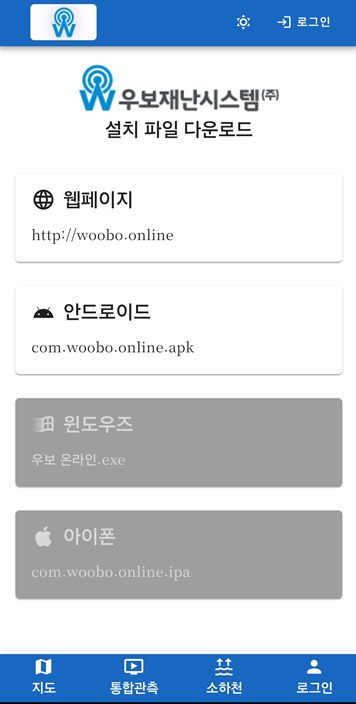 로그인
우보재난시스템(주)
설치 파일 다운로드
웹페이지
http://woobo.online
안드로이드
com.woobo.online.apk
윈도우즈
우보 온라인.exe
아이폰
com.woobo.online.ipa
지도 통합관측 소하천 로그인